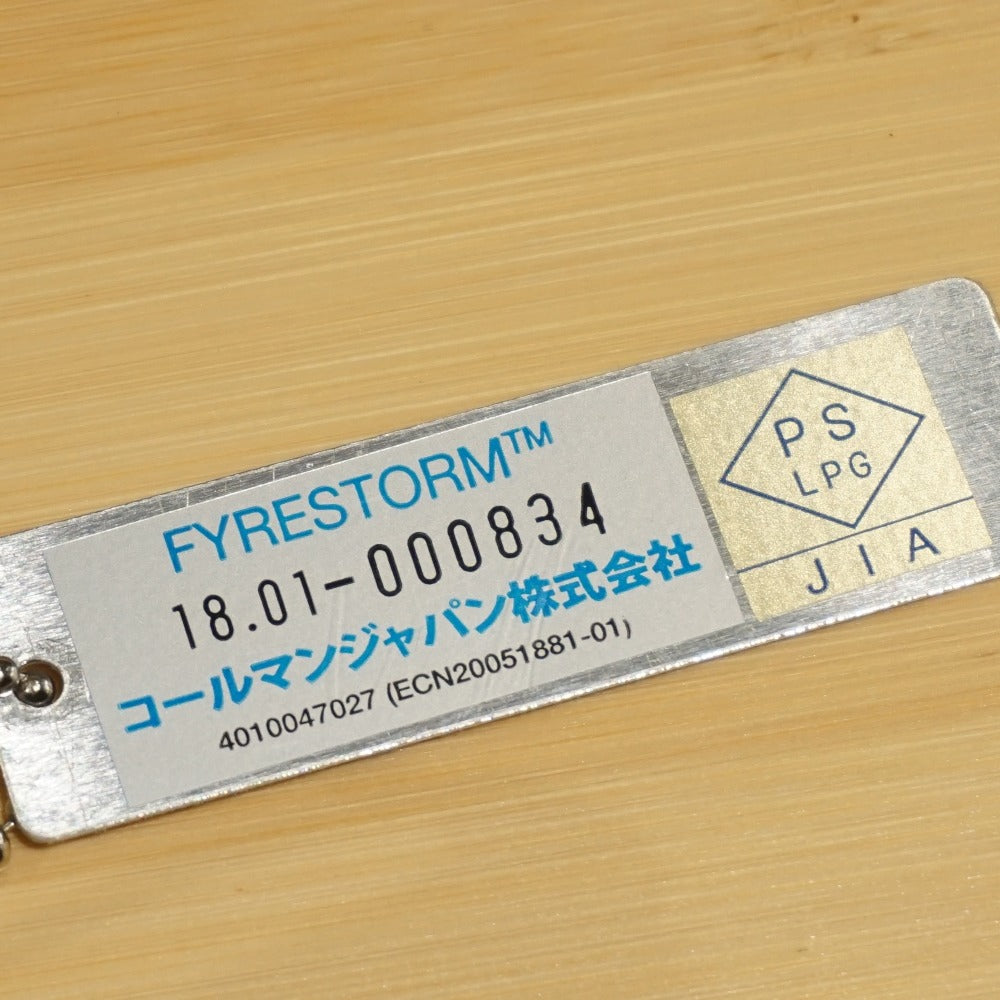 FYRESTORM™
18.01-000834
コールマンジャパン株式会社
4010047027 (ECN20051881-01)
PS
LPG
JIA